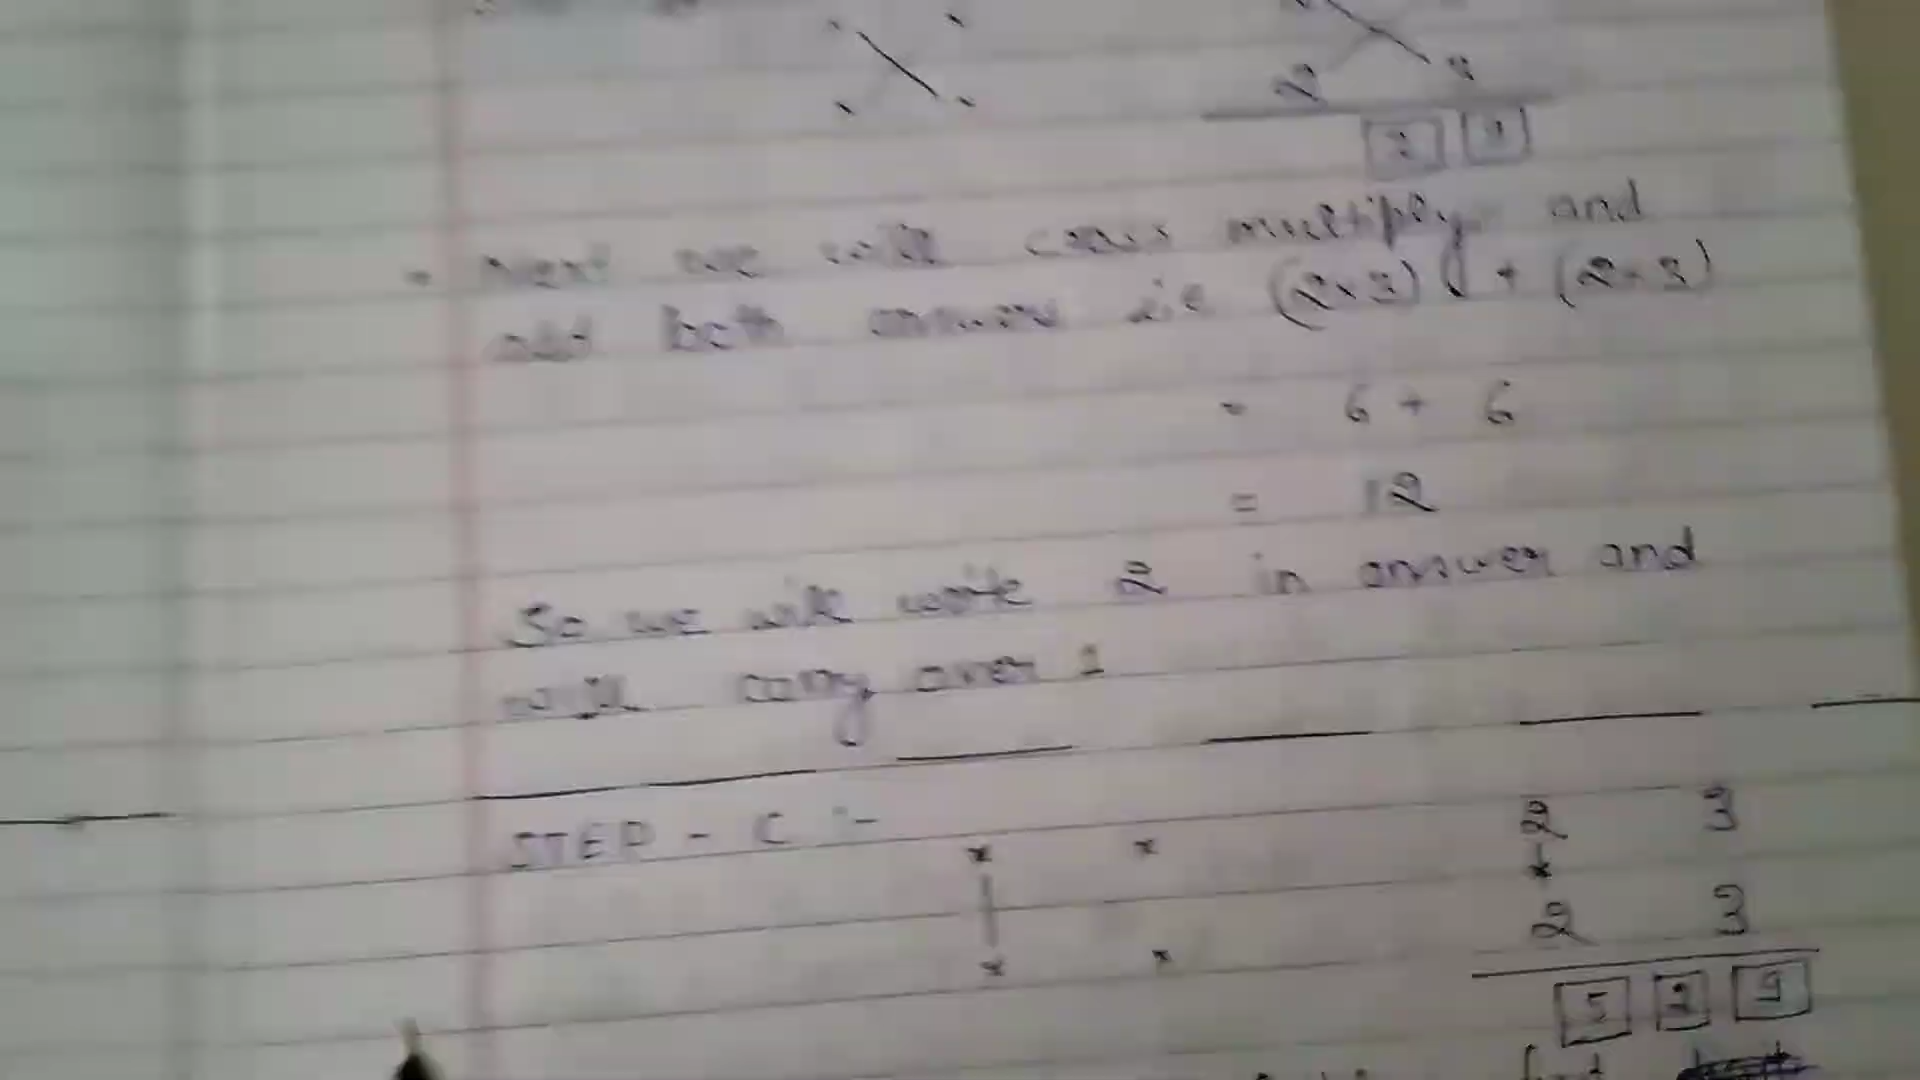 2 3
2 9
- Next we will cross multiply and
add both answers i.e (2×3) + (2×3)
= 6 + 6
= 12
So we will write 2 in answer and
will carry over 1
STEP - C :-
× ×
2 3
×
2 3
× ×
5 2 9